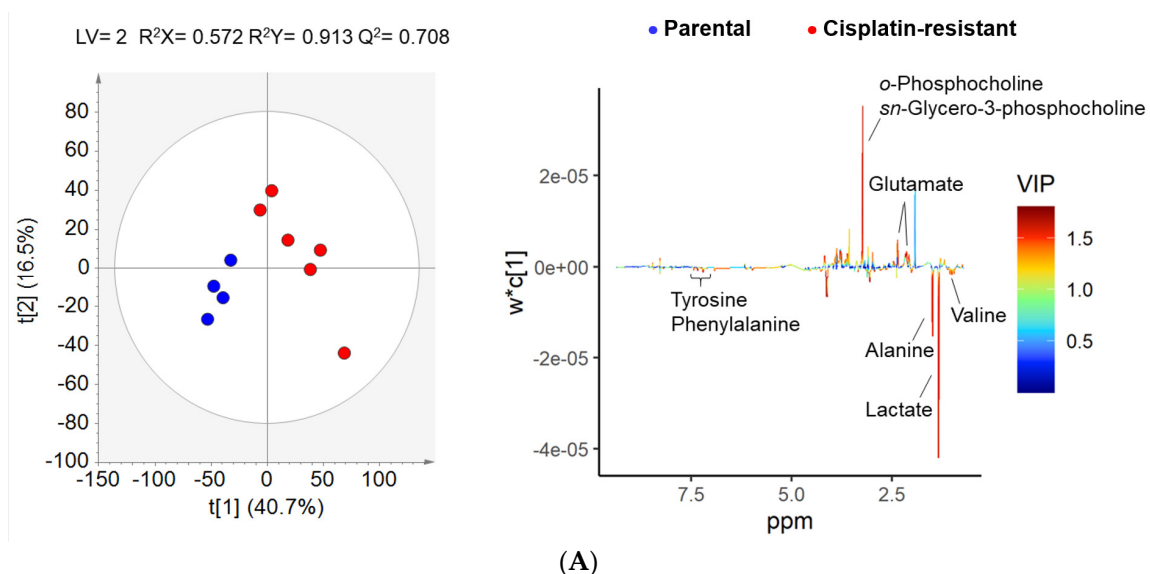 LV= 2 R²X= 0.572 R²Y= 0.913 Q²= 0.708
t[2] (16.5%)
80
60
40
20
0
-20
-40
-60
-80
-100
-150 -100 -50 0 50 100
t[1] (40.7%)
Parental
Cisplatin-resistant
w*c[1]
2e-05
0e+00
-2e-05
-4e-05
o-Phosphocholine
sn-Glycero-3-phosphocholine
Glutamate
Tyrosine
Phenylalanine
Valine
Alanine
Lactate
7.5 5.0 2.5
ppm
VIP
1.5
1.0
0.5
(A)